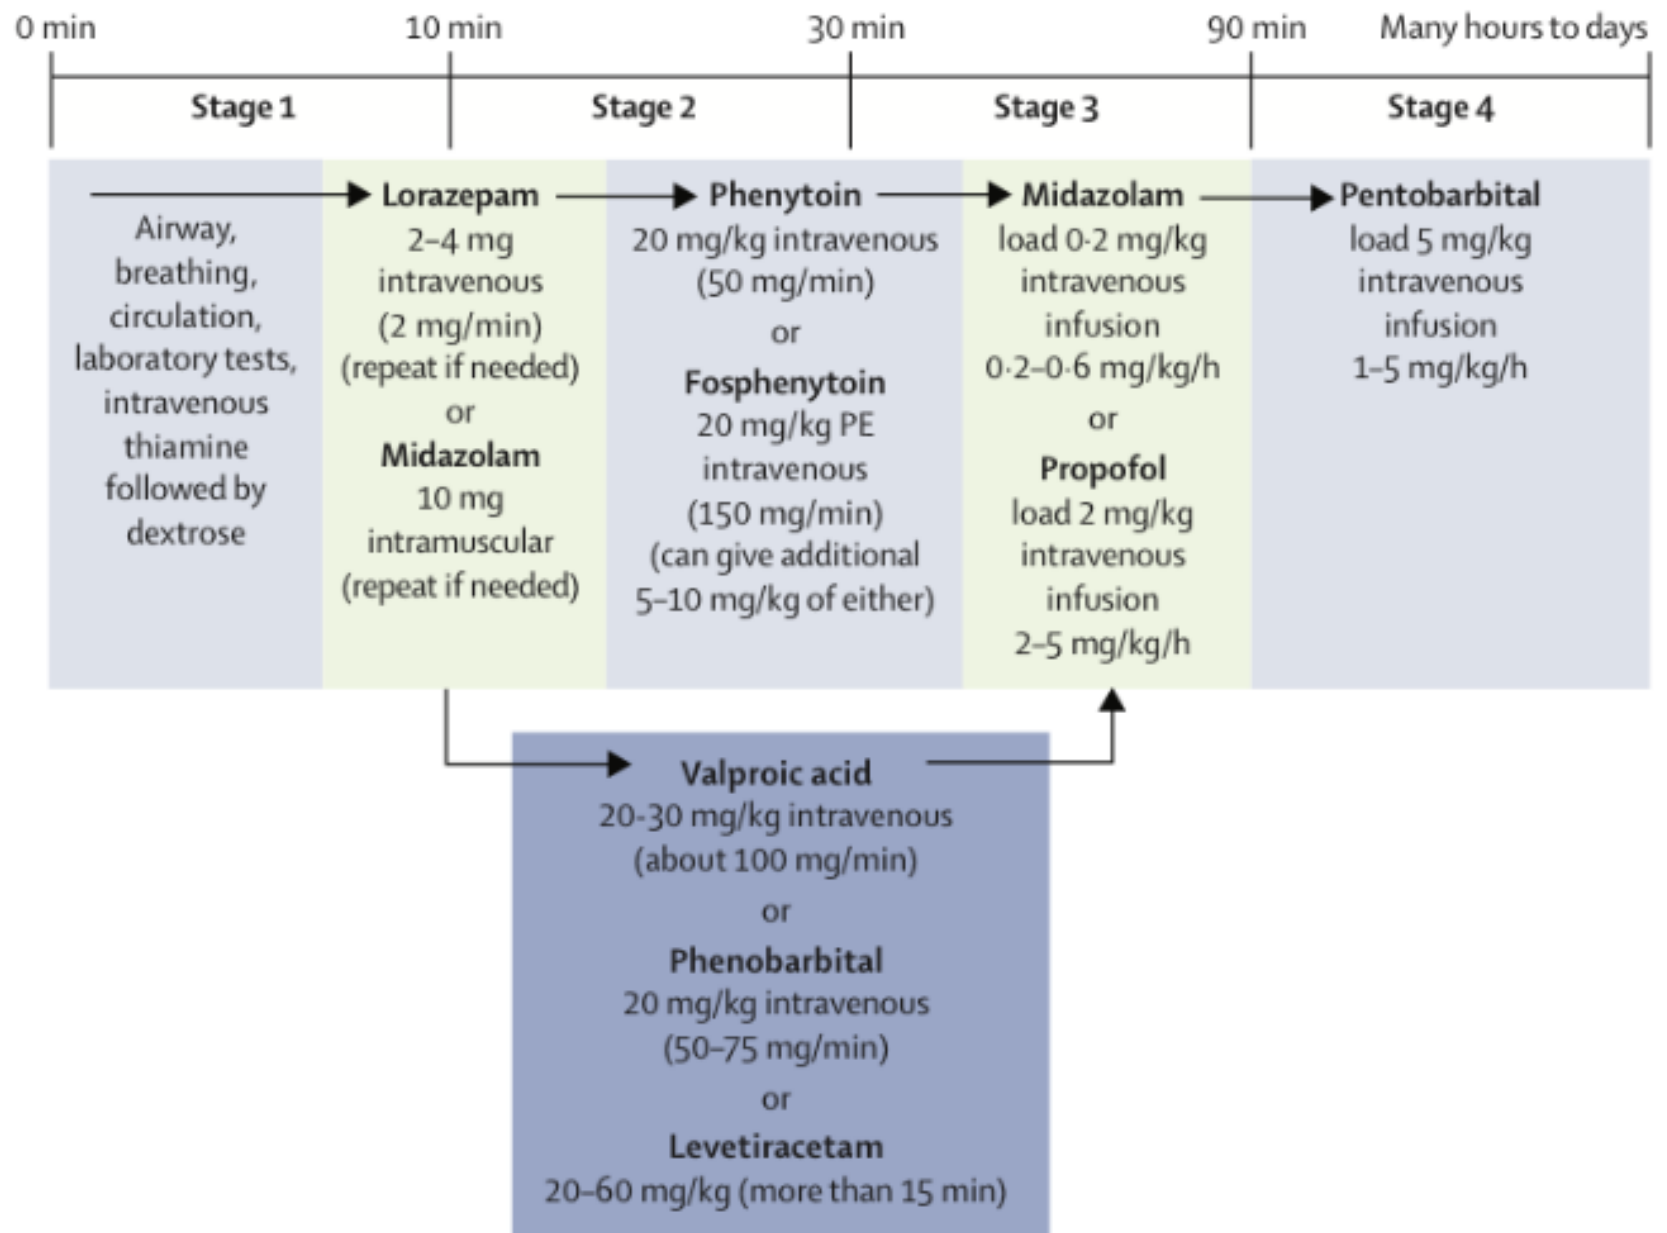 0 min
10 min
30 min
90 min
Many hours to days
Stage 1
Stage 2
Stage 3
Stage 4
Airway,
breathing,
circulation,
laboratory tests,
intravenous
thiamine
followed by
dextrose
Lorazepam
2–4 mg
intravenous
(2 mg/min)
(repeat if needed)
or
Midazolam
10 mg
intramuscular
(repeat if needed)
Phenytoin
20 mg/kg intravenous
(50 mg/min)
or
Fosphenytoin
20 mg/kg PE
intravenous
(150 mg/min)
(can give additional
5–10 mg/kg of either)
Midazolam
load 0·2 mg/kg
intravenous
infusion
0·2–0·6 mg/kg/h
or
Propofol
load 2 mg/kg
intravenous
infusion
2–5 mg/kg/h
Pentobarbital
load 5 mg/kg
intravenous
infusion
1–5 mg/kg/h
Valproic acid
20-30 mg/kg intravenous
(about 100 mg/min)
or
Phenobarbital
20 mg/kg intravenous
(50–75 mg/min)
or
Levetiracetam
20–60 mg/kg (more than 15 min)